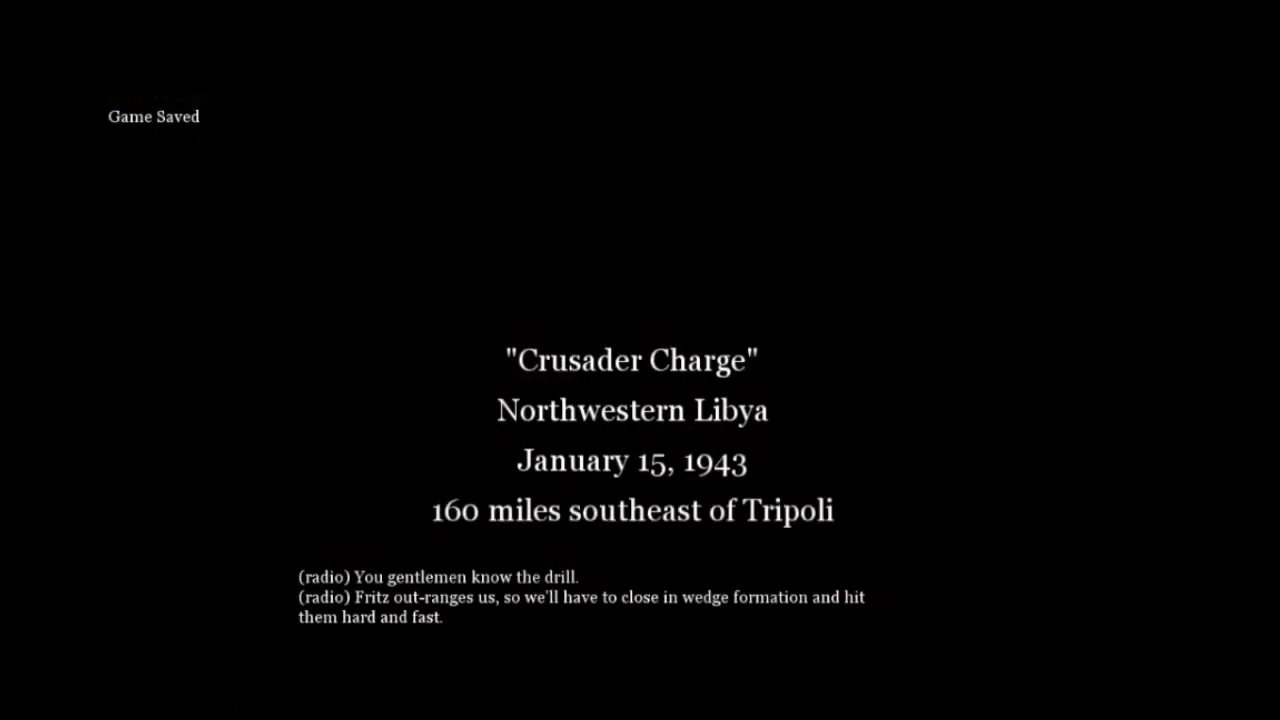 Game Saved
"Crusader Charge"
Northwestern Libya
January 15, 1943
160 miles southeast of Tripoli
(radio) You gentlemen know the drill.
(radio) Fritz out-ranges us, so we'll have to close in wedge formation and hit
them hard and fast.